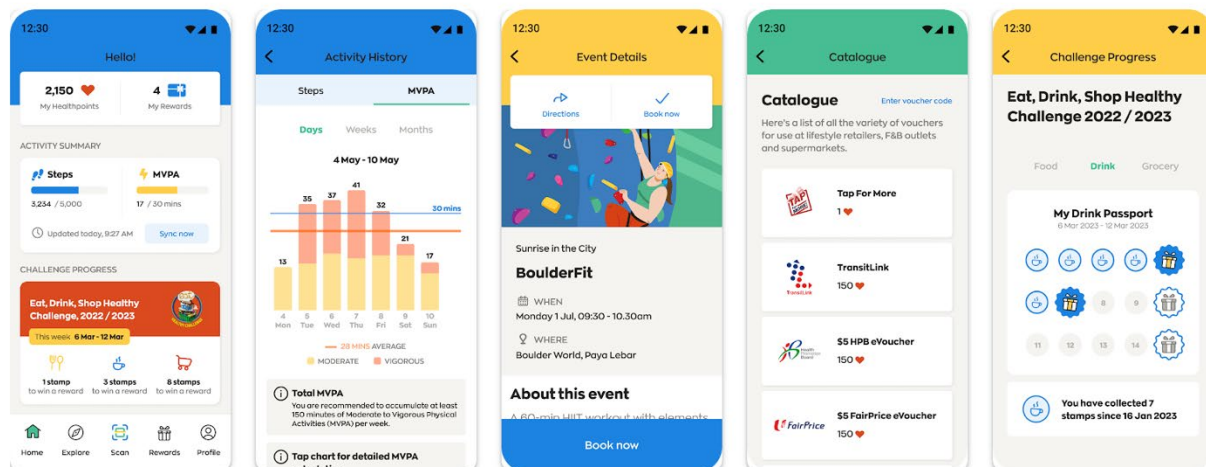 12:30
Hello!
2,150
4
My Healthpoints
My Rewards
ACTIVITY SUMMARY
Steps
MVPA
3,234 / 5,000
17 / 30 mins
Updated today, 9:27 AM
Sync now
CHALLENGE PROGRESS
Eat, Drink, Shop Healthy
Challenge, 2022 / 2023
This week 6 Mar - 12 Mar
1 stamp
to win a reward
3 stamps
to win a reward
8 stamps
to win a reward
Home Explore Scan Rewards Profile
12:30
Activity History
Steps MVPA
Days Weeks Months
4 May - 10 May
30 mins
13 35 37 41 32 21 17
4 5 6 7 8 9 10
Mon Tue Wed Thu Fri Sat Sun
28 MINS AVERAGE
MODERATE VIGOROUS
Total MVPA
You are recommended to accumulate at least
150 minutes of Moderate to Vigorous Physical
Activities (MVPA) per week.
Tap chart for detailed MVPA
12:30
Event Details
Directions Book now
Sunrise in the City
BoulderFit
WHEN
Monday 1 Jul, 09:30 - 10.30am
WHERE
Boulder World, Paya Lebar
About this event
A 60-min HIIT workout with elements
Book now
12:30
Catalogue
Catalogue
Enter voucher code
Here's a list of all the variety of vouchers
for use at lifestyle retailers, F&B outlets
and supermarkets.
TAP
Tap For More
1
TransitLink
TransitLink
150
Health
Promotion
Board
$5 HPB eVoucher
150
FairPrice
$5 FairPrice eVoucher
150
12:30
Challenge Progress
Eat, Drink, Shop Healthy
Challenge 2022 / 2023
Food Drink Grocery
My Drink Passport
6 Mar 2023 - 12 Mar 2023
8 9
11 12 13 14
You have collected 7
stamps since 16 Jan 2023